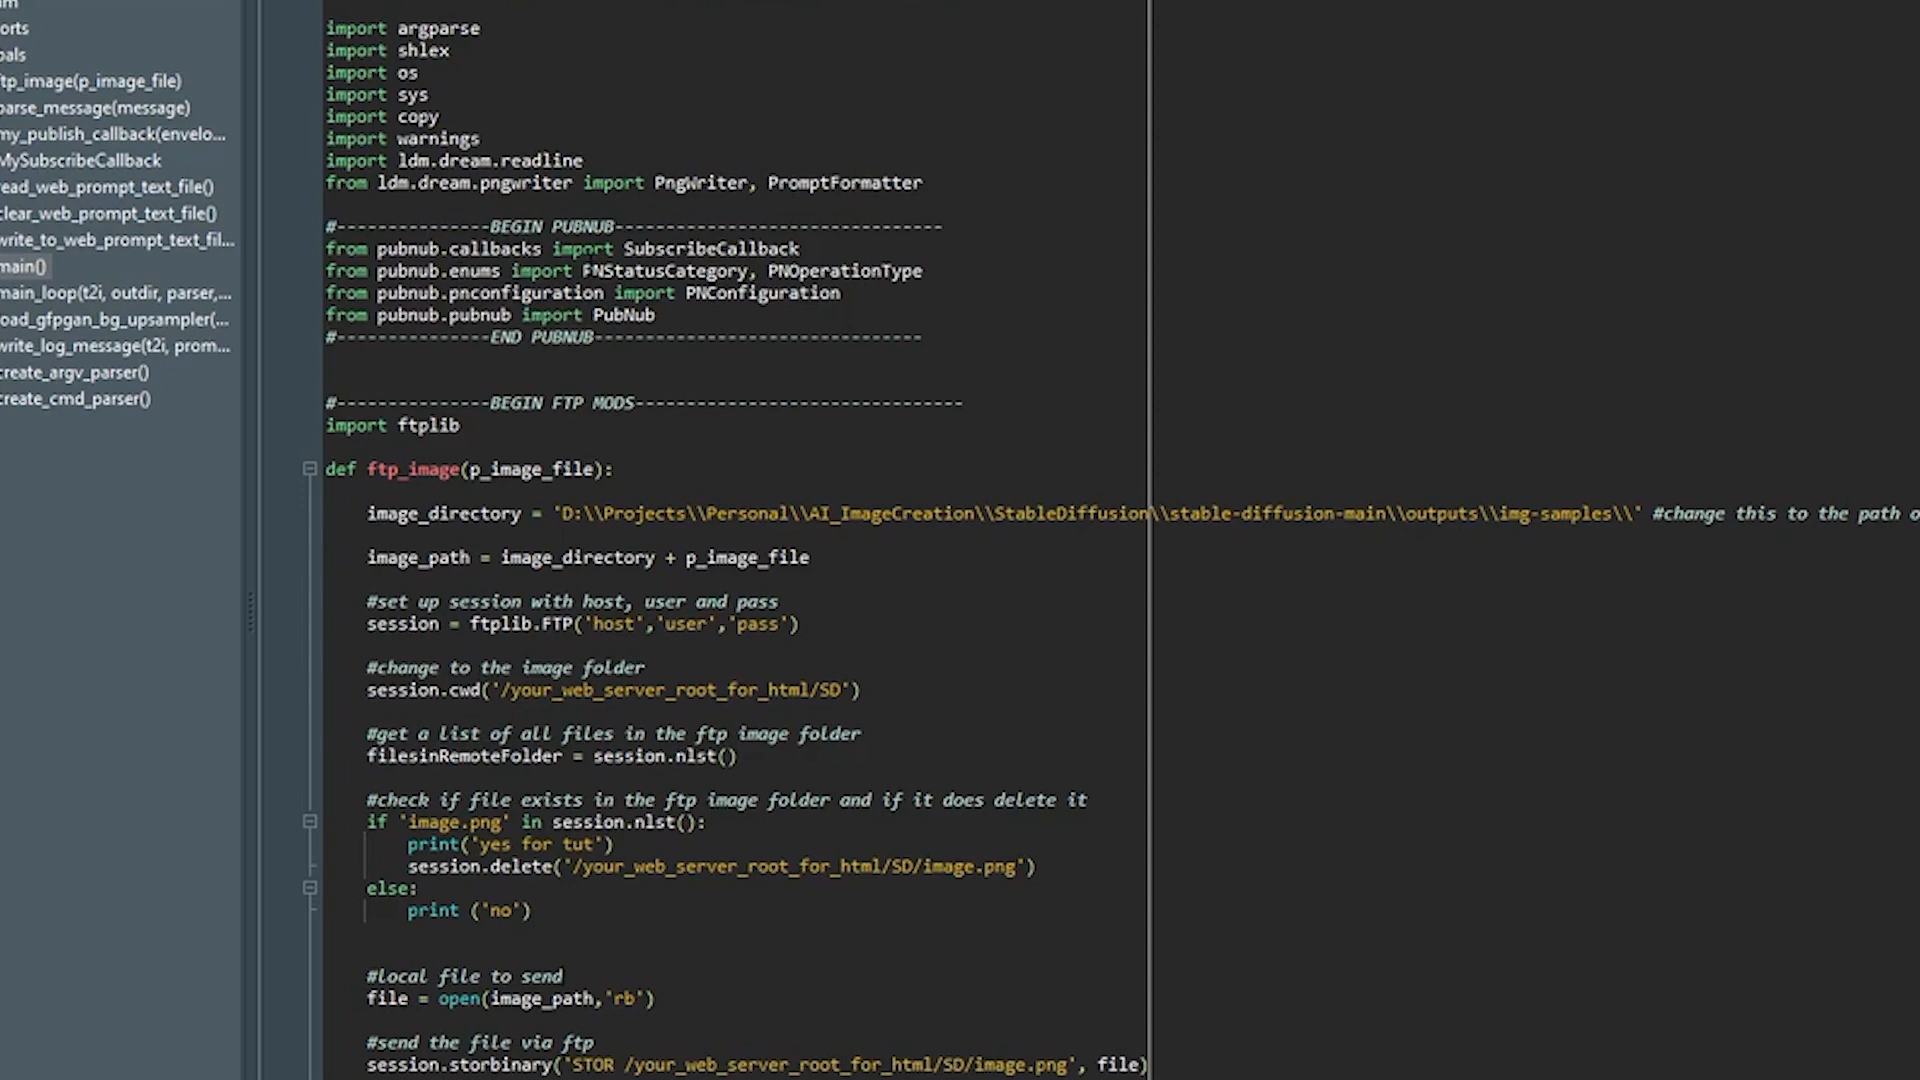 orts
ftp_image(p_image_file)
parse_message(message)
my_publish_callback(envelo...
MySubscribeCallback
read_web_prompt_text_file()
clear_web_prompt_text_file()
write_to_web_prompt_text_fil...
main()
main_loop(t2i, outdir, parser,...
load_gfpgan_bg_upsampler(...
write_log_message(t2i, prom...
create_argv_parser()
create_cmd_parser()
import argparse
import shlex
import os
import sys
import copy
import warnings
import ldm.dream.readline
from ldm.dream.pngwriter import PngWriter, PromptFormatter
#---------------BEGIN PUBNUB--------------------------------
from pubnub.callbacks import SubscribeCallback
from pubnub.enums import PNStatusCategory, PNOperationType
from pubnub.pnconfiguration import PNConfiguration
from pubnub.pubnub import PubNub
#---------------END PUBNUB--------------------------------
#---------------BEGIN FTP MODS--------------------------------
import ftplib
def ftp_image(p_image_file):
image_directory = 'D:\\Projects\\Personal\\AI_ImageCreation\\StableDiffusion\\stable-diffusion-main\\outputs\\img-samples\\' #change this to the path o
image_path = image_directory + p_image_file
#set up session with host, user and pass
session = ftplib.FTP('host','user','pass')
#change to the image folder
session.cwd('/your_web_server_root_for_html/SD')
#get a list of all files in the ftp image folder
filesinRemoteFolder = session.nlst()
#check if file exists in the ftp image folder and if it does delete it
if 'image.png' in session.nlst():
print('yes for tut')
session.delete('/your_web_server_root_for_html/SD/image.png')
else:
print ('no')
#local file to send
file = open(image_path,'rb')
#send the file via ftp
session.storbinary('STOR /your_web_server_root_for_html/SD/image.png', file)